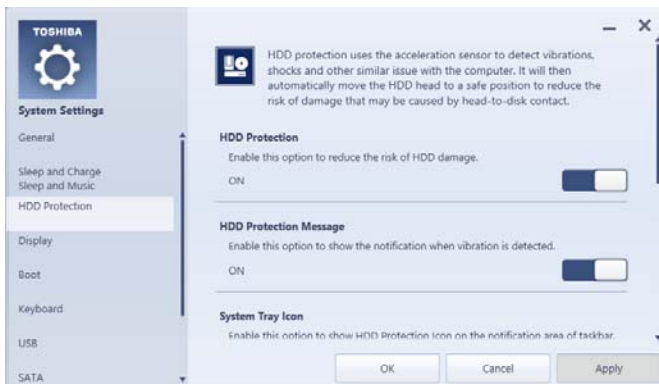 TOSHIBA
System Settings
General
Sleep and Charge
Sleep and Music
HDD Protection
Display
Boot
Keyboard
USB
SATA
HDD protection uses the acceleration sensor to detect vibrations,
shocks and other similar issue with the computer. It will then
automatically move the HDD head to a safe position to reduce the
risk of damage that may be caused by head-to-disk contact.
HDD Protection
Enable this option to reduce the risk of HDD damage.
ON
HDD Protection Message
Enable this option to show the notification when vibration is detected.
ON
System Tray Icon
Enable this option to show HDD Protection Icon on the notification area of taskbar.
OK
Cancel
Apply